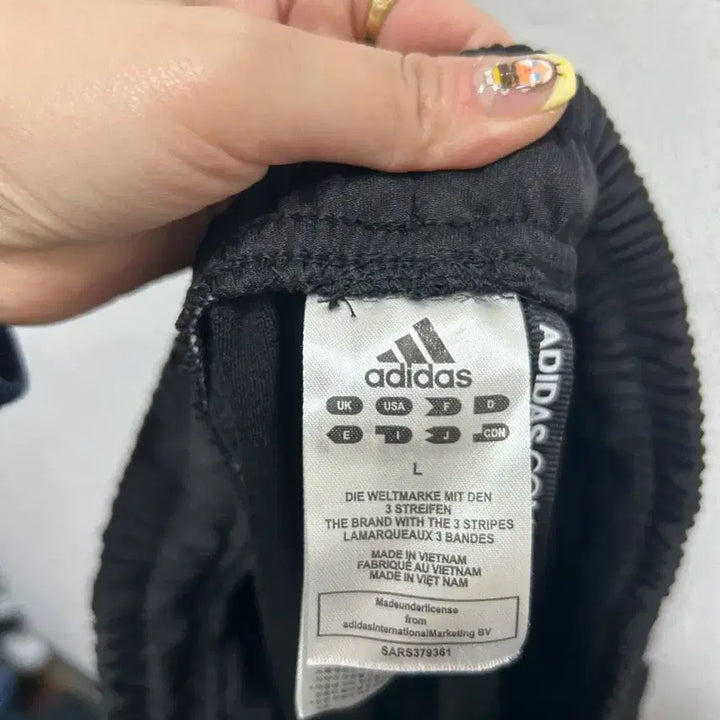 adidas
UK USA F D
E I J CDN
L
DIE WELTMARKE MIT DEN
3 STREIFEN
THE BRAND WITH THE 3 STRIPES
LAMARQUEAUX 3 BANDES
MADE IN VIETNAM
FABRIQUÉ AU VIETNAM
MADE IN VIỆT NAM
Madeunderlicense
from
adidasInternationalMarketing BV
SARS379361
ADIDAS.CO